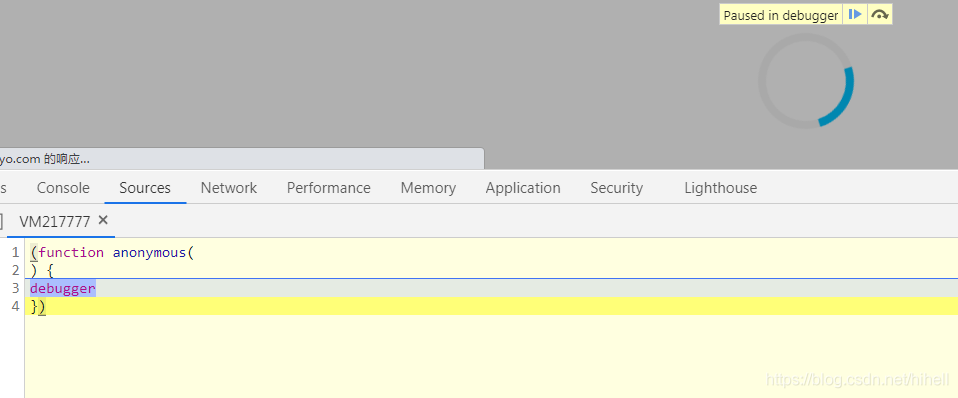 Paused in debugger
yo.com 的响应...
s Console Sources Network Performance Memory Application Security Lighthouse
VM217777 ×
1 (function anonymous(
2 ) {
3 debugger
4 })
https://blog.csdn.net/hihell